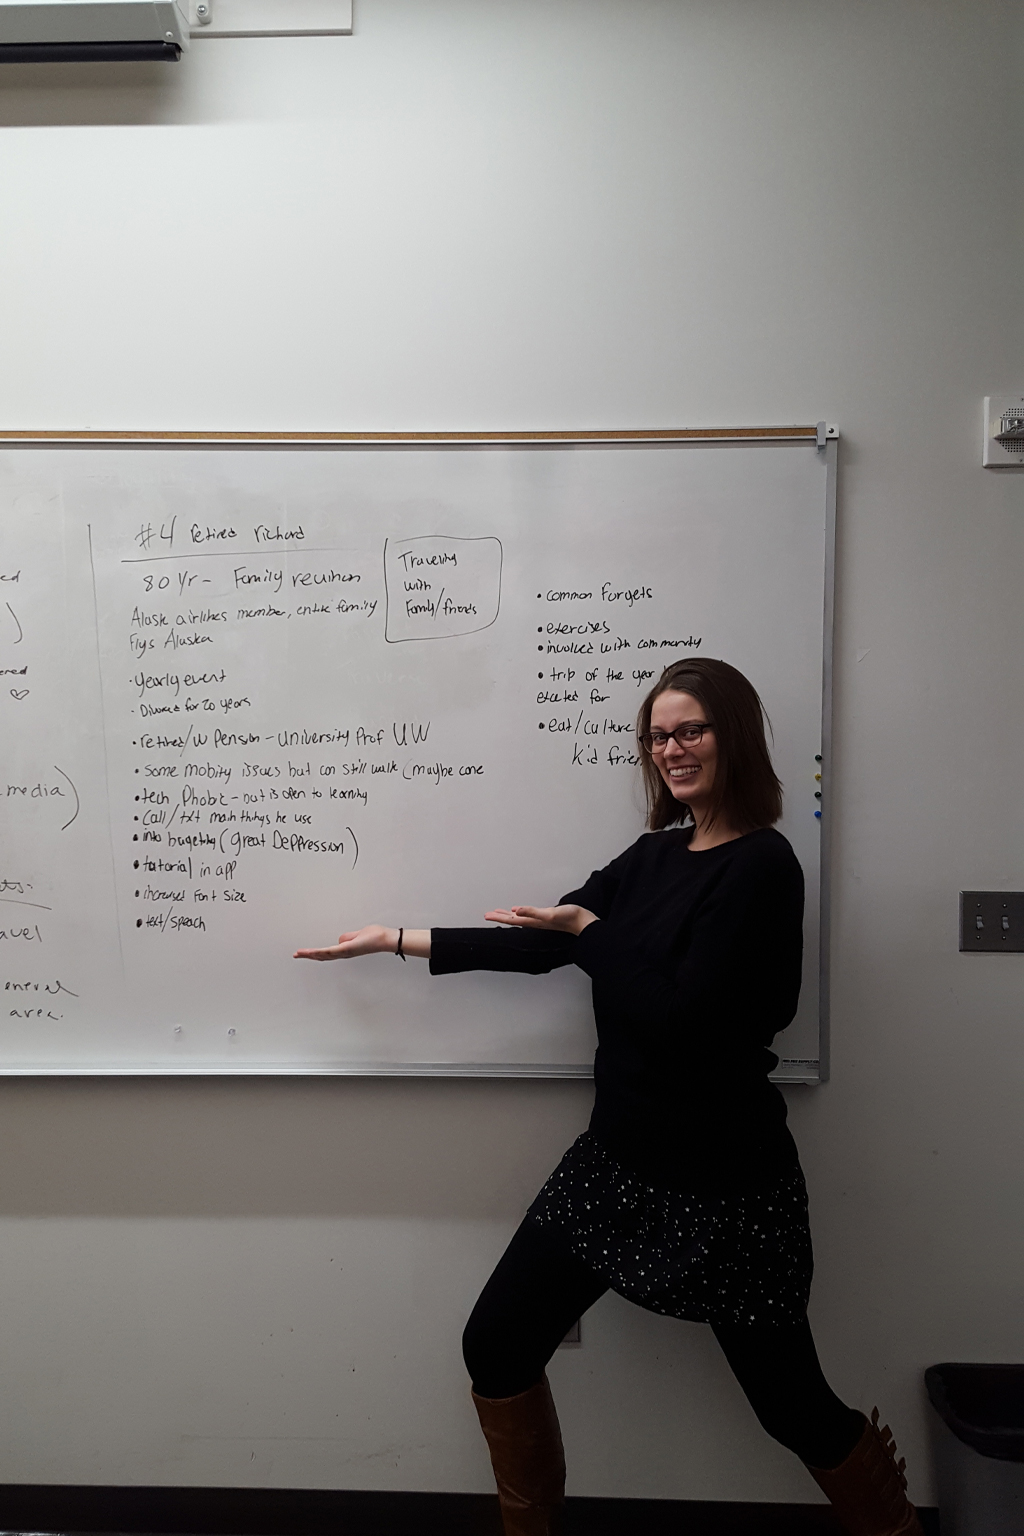 #4 retired richard
80 yr - Family reunion
Alask airlines member, entire family
Flys Alaska
Traveling
with
Family/friends
• yearly event
• Divorced for 20 years
• retired/w Pension - University Prof UW
• Some mobity issues but can still walk (maybe cane
• tech Phobic - but is open to learning
• Call/txt main things he use
• into bugeting (great Deppression)
• tutorial in app
• increased Font Size
• text/speach
• common Forgets
• exercises
• involved with community
• trip of the year
excited for
• eat/culture
kid frien
ed
)
ered
♡
media)
ts:
avel
eneral
area.